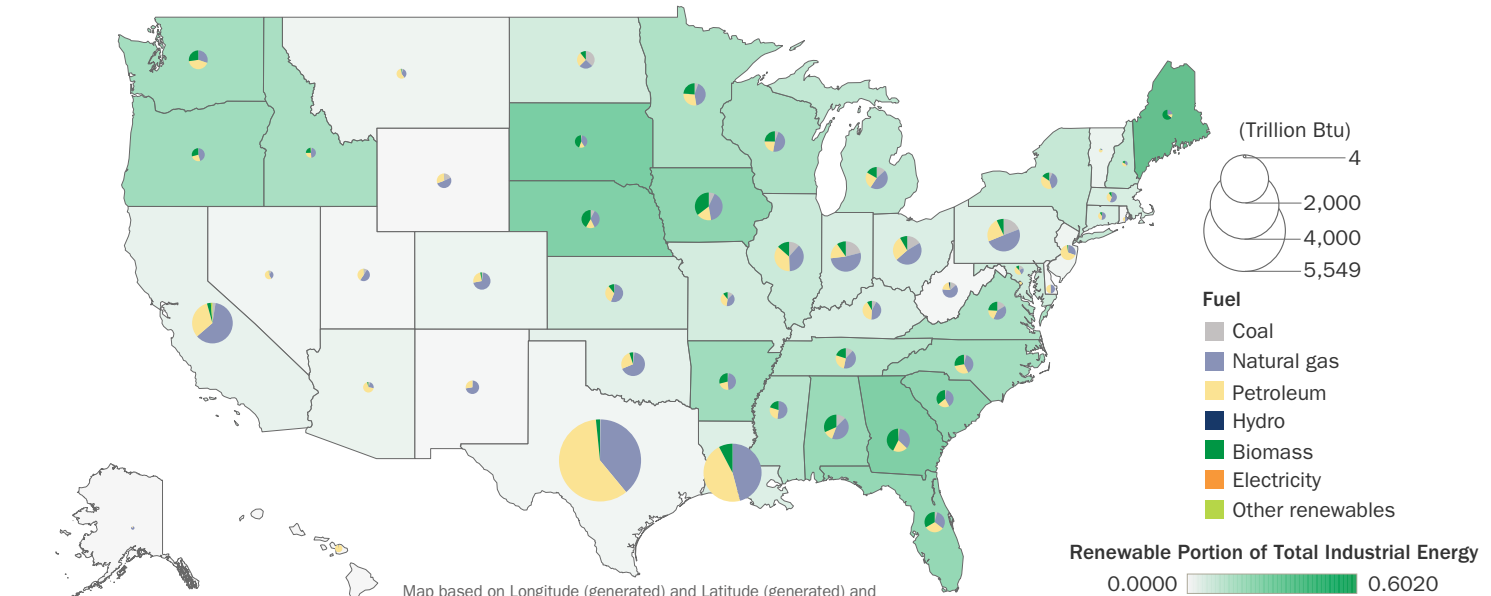 (Trillion Btu)
4
2,000
4,000
5,549
Fuel
Coal
Natural gas
Petroleum
Hydro
Biomass
Electricity
Other renewables
Renewable Portion of Total Industrial Energy
0.0000 0.6020
Map based on Longitude (generated) and Latitude (generated) and